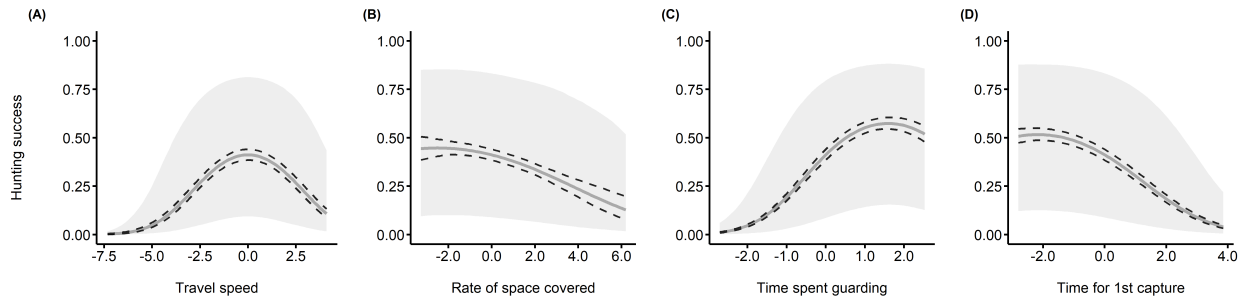 (A) (B) (C) (D)
Hunting success
1.00 1.00 1.00 1.00
0.75 0.75 0.75 0.75
0.50 0.50 0.50 0.50
0.25 0.25 0.25 0.25
0.00 0.00 0.00 0.00
-7.5 -5.0 -2.5 0.0 2.5 -2.0 0.0 2.0 4.0 6.0 -2.0 -1.0 0.0 1.0 2.0 -2.0 0.0 2.0 4.0
Travel speed Rate of space covered Time spent guarding Time for 1st capture